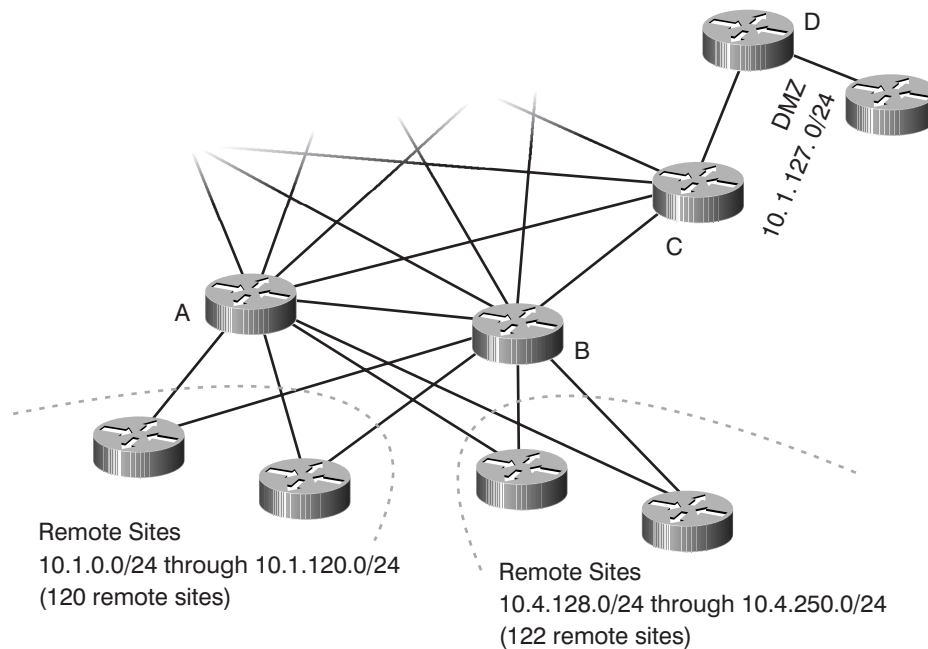 D
DMZ
10. 1. 127. 0/24
C
A
B
Remote Sites
10.1.0.0/24 through 10.1.120.0/24
(120 remote sites)
Remote Sites
10.4.128.0/24 through 10.4.250.0/24
(122 remote sites)